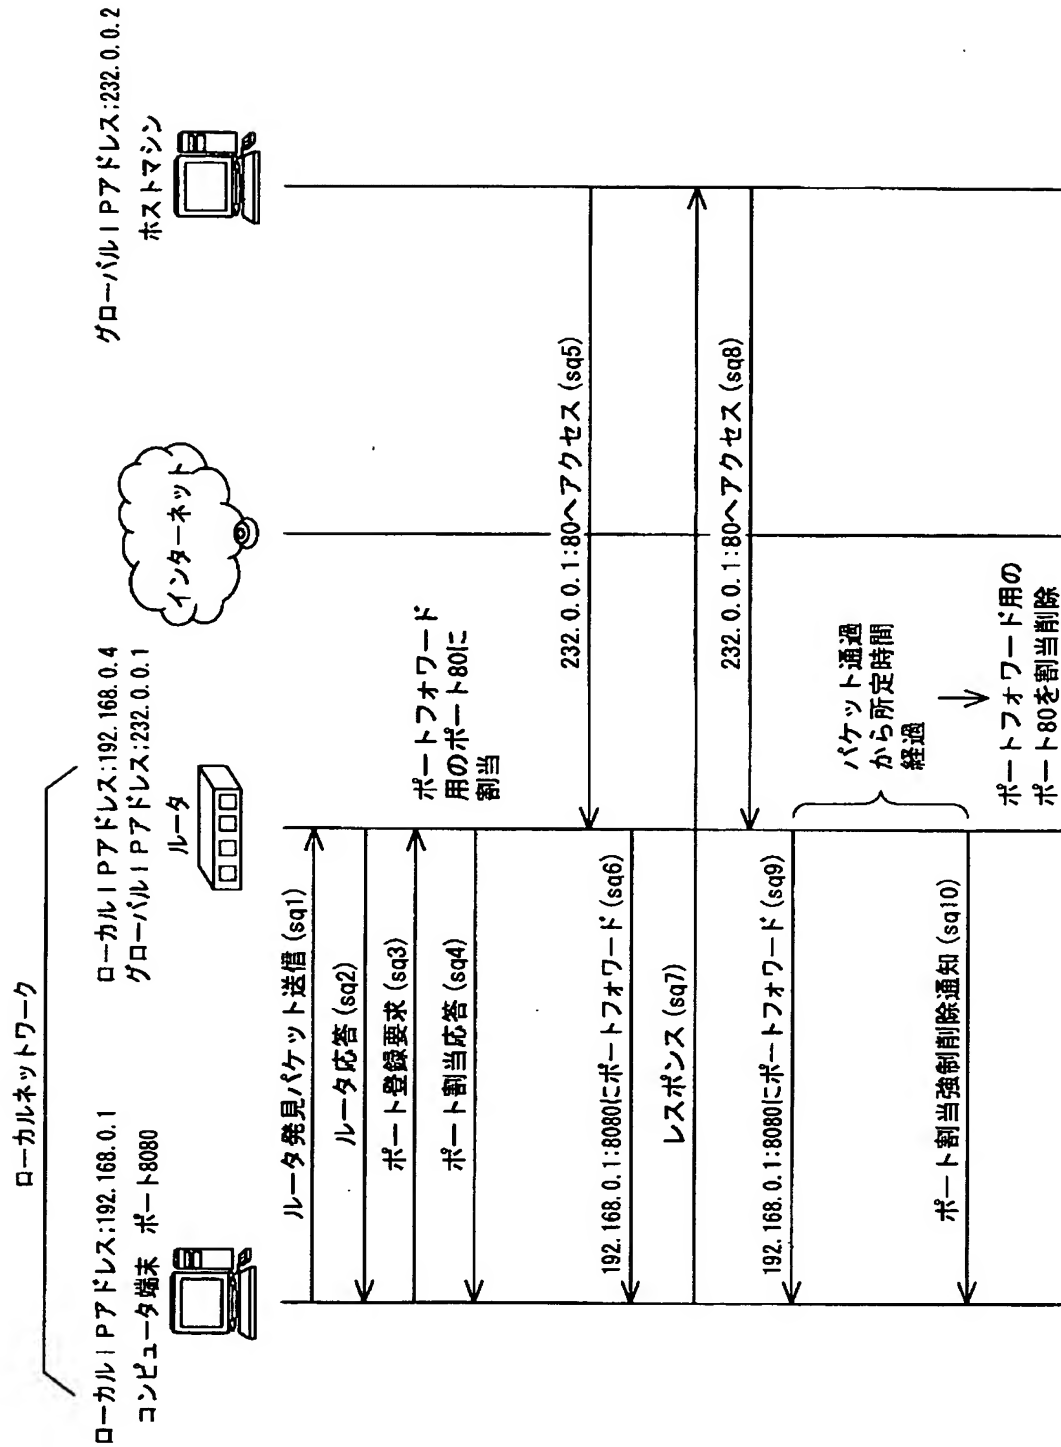 ローカルネットワーク
ローカルIPアドレス;192.168.0.1
コンピュータ端末 ポート8080
ローカルIPアドレス;192.168.0.4
グローバルIPアドレス;232.0.0.1
ルータ
インターネット
グローバルIPアドレス;232.0.0.2
ホストマシン
ルータ発見パケット送信(sq1)
ルータ応答(sq2)
ポート登録要求(sq3)
ポート割当応答(sq4)
ポートフォワード
用のポート80に
割当
232.0.0.1:80へアクセス(sq5)
192.168.0.1:8080にポートフォワード(sq6)
レスポンス(sq7)
232.0.0.1:80へアクセス(sq8)
192.168.0.1:8080にポートフォワード(sq9)
パケット通過
から所定時間
経過
ポート割当強制削除通知(sq10)
ポートフォワード用の
ポート80を割当削除